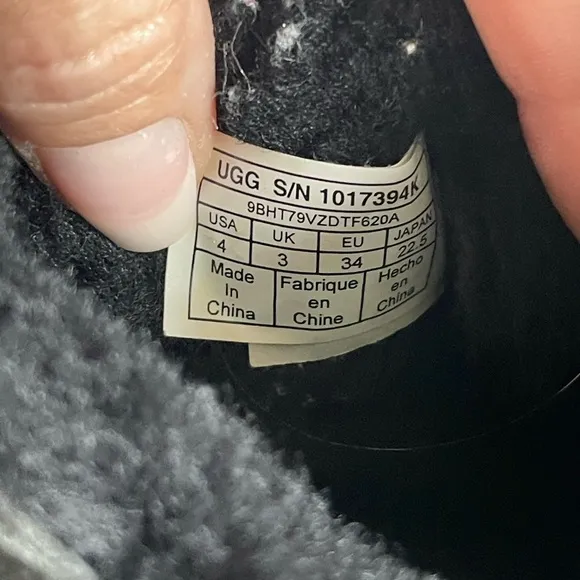 UGG S/N 1017394K
9BHT79VZDTF620A
USA UK EU JAPAN
4 3 34 22.5
Made Fabrique Hecho
In en en
China Chine China